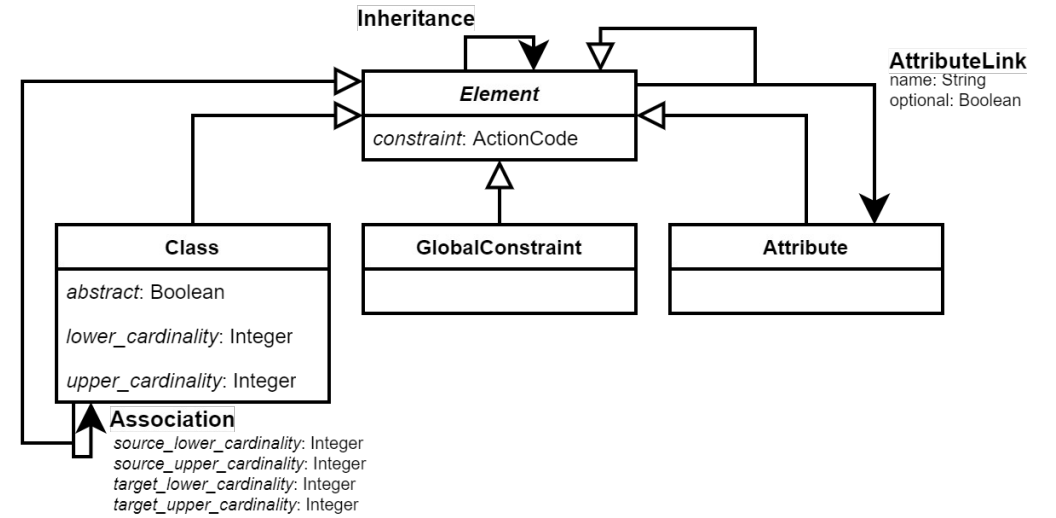 Inheritance
Element
constraint: ActionCode
AttributeLink
name: String
optional: Boolean
Class
abstract: Boolean
lower_cardinality: Integer
upper_cardinality: Integer
GlobalConstraint
Attribute
Association
source_lower_cardinality: Integer
source_upper_cardinality: Integer
target_lower_cardinality: Integer
target_upper_cardinality: Integer